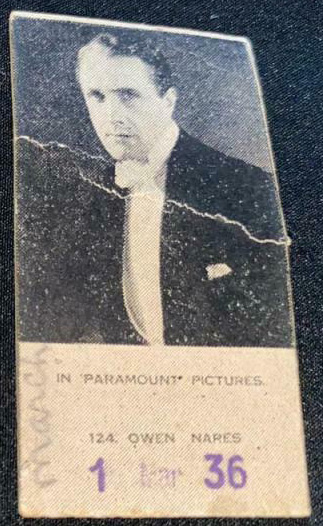 IN 'PARAMOUNT' PICTURES.
124. OWEN NARES
1 Mar 36
March